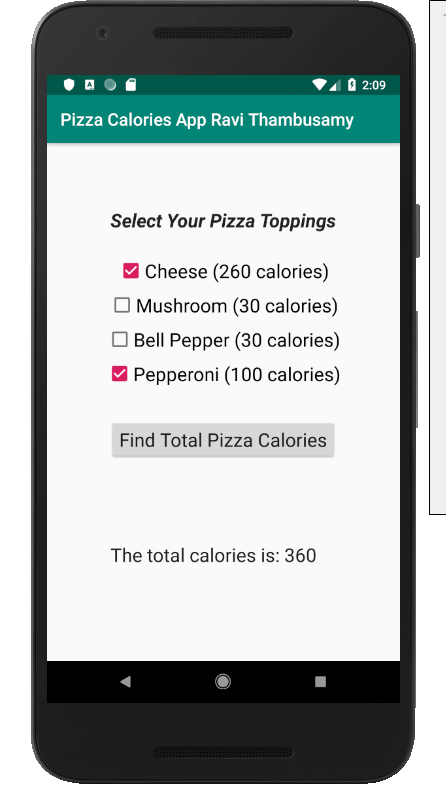 2:09
Pizza Calories App Ravi Thambusamy
Select Your Pizza Toppings
Cheese (260 calories)
Mushroom (30 calories)
Bell Pepper (30 calories)
Pepperoni (100 calories)
Find Total Pizza Calories
The total calories is: 360